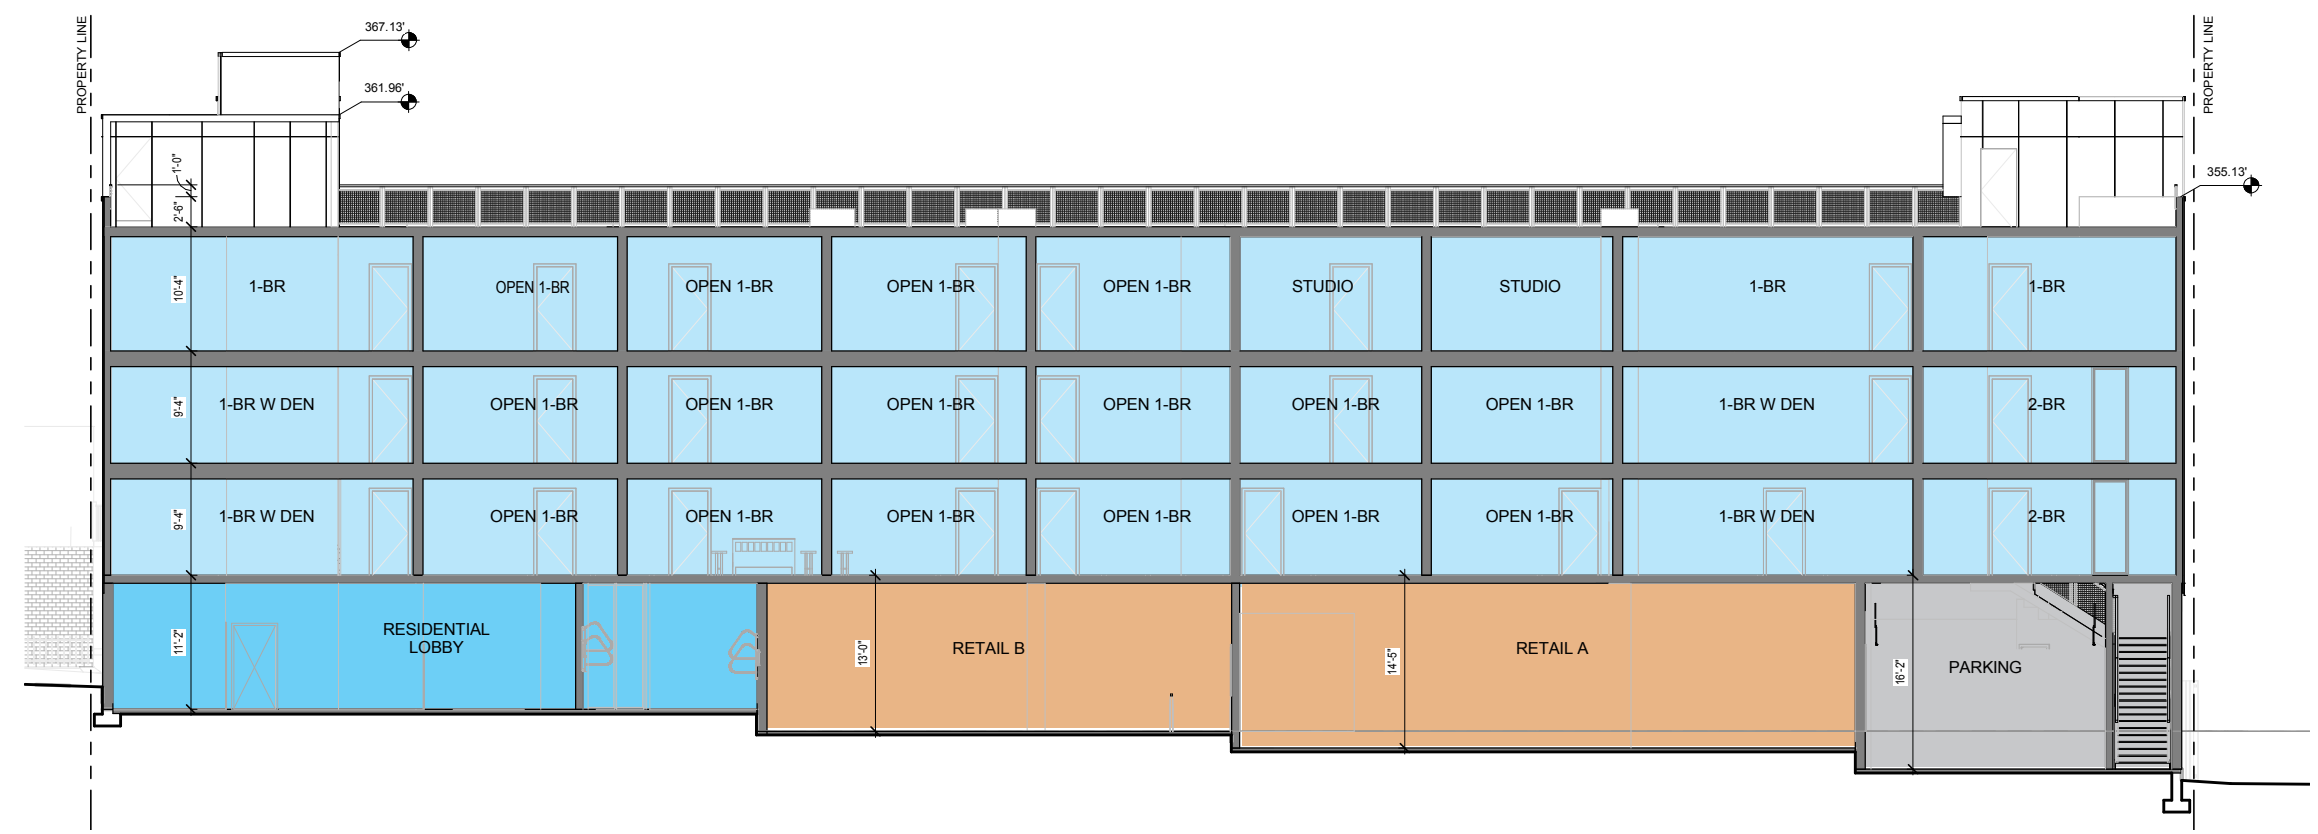 PROPERTY LINE
367.13'
361.96'
PROPERTY LINE
355.13'
1'-0"
2'-6"
10'-4"
1-BR
OPEN 1-BR
OPEN 1-BR
OPEN 1-BR
OPEN 1-BR
STUDIO
STUDIO
1-BR
1-BR
9'-4"
1-BR W DEN
OPEN 1-BR
OPEN 1-BR
OPEN 1-BR
OPEN 1-BR
OPEN 1-BR
OPEN 1-BR
1-BR W DEN
2-BR
9'-4"
1-BR W DEN
OPEN 1-BR
OPEN 1-BR
OPEN 1-BR
OPEN 1-BR
OPEN 1-BR
OPEN 1-BR
1-BR W DEN
2-BR
11'-2"
RESIDENTIAL
LOBBY
13'-0"
RETAIL B
14'-5"
RETAIL A
16'-2"
PARKING